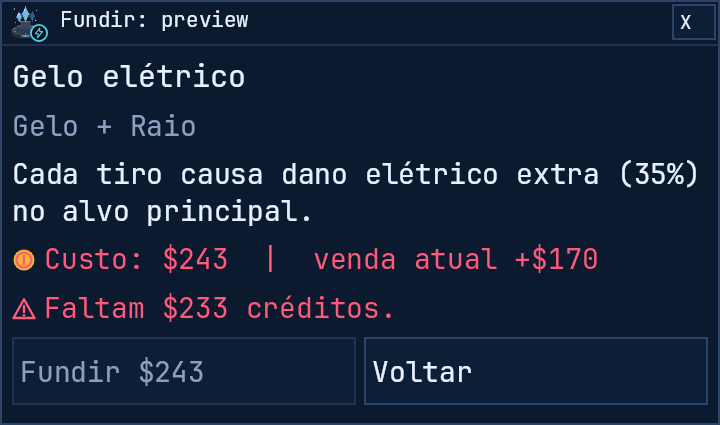 Fundir: preview
X
Gelo elétrico
Gelo + Raio
Cada tiro causa dano elétrico extra (35%)
no alvo principal.
Custo: $243 | venda atual +$170
Faltam $233 créditos.
Fundir $243
Voltar